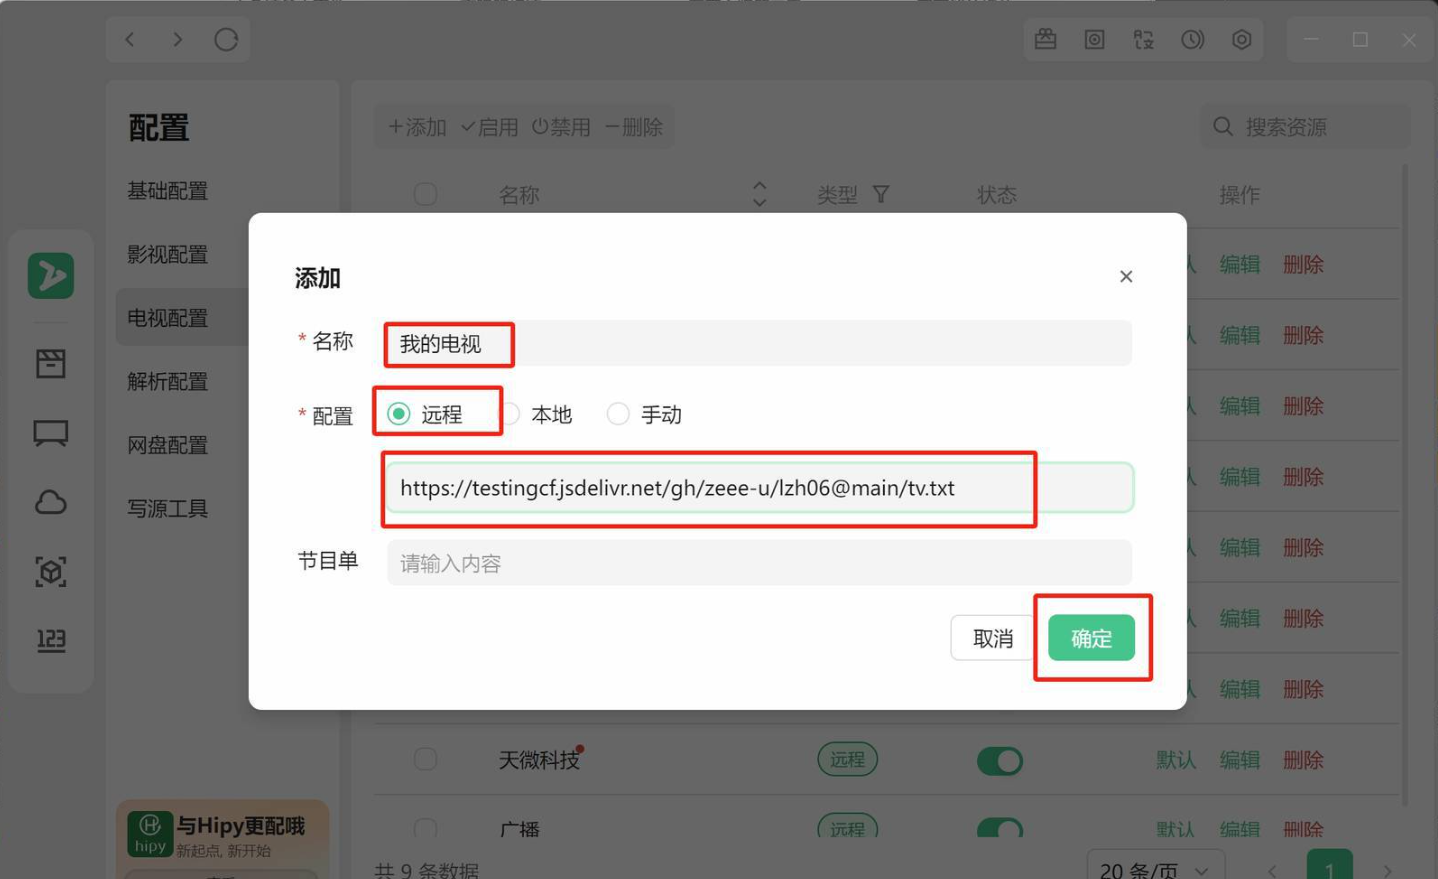 配置
+添加 ✓启用 禁用 －删除
搜索资源
基础配置
影视配置
电视配置
解析配置
网盘配置
写源工具
名称 类型 状态 操作
编辑 删除
编辑 删除
编辑 删除
编辑 删除
编辑 删除
编辑 删除
编辑 删除
添加
* 名称 我的电视
* 配置 远程 本地 手动
https://testingcf.jsdelivr.net/gh/zeee-u/lzh06@main/tv.txt
节目单 请输入内容
取消 确定
天微科技 远程 默认 编辑 删除
广播 远程 默认 编辑 删除
共 9 条数据 20 条/页 1
123
与Hipy更配哦
hipy 新起点, 新开始